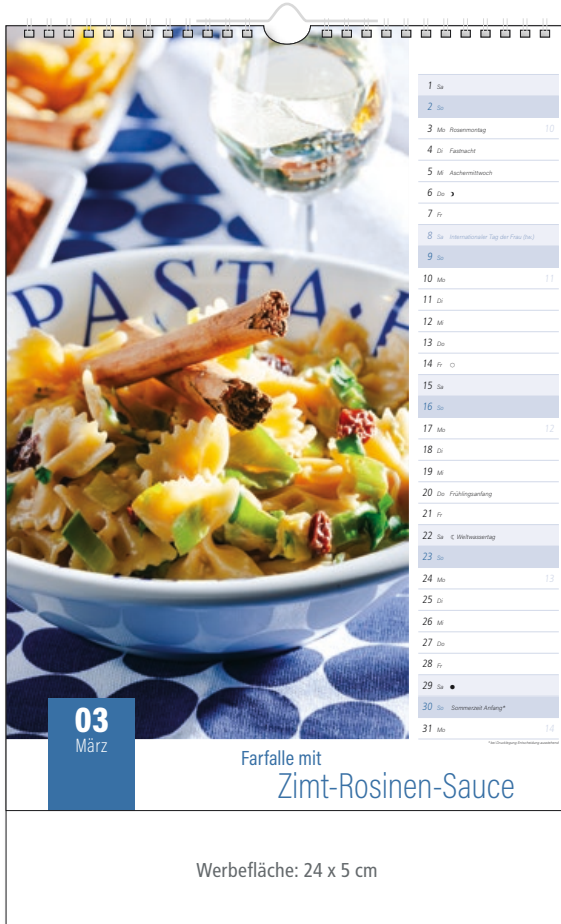 PASTA
1 Sa
2 So
3 Mo Rosenmontag 10
4 Di Fastnacht
5 Mi Aschermittwoch
6 Do
7 Fr
8 Sa Internationaler Tag der Frau (tw.)
9 So
10 Mo 11
11 Di
12 Mi
13 Do
14 Fr
15 Sa
16 So
17 Mo 12
18 Di
19 Mi
20 Do Frühlingsanfang
21 Fr
22 Sa Weltwassertag
23 So
24 Mo 13
25 Di
26 Mi
27 Do
28 Fr
29 Sa
30 So Sommerzeit Anfang*
31 Mo 14
03
März
Farfalle mit
Zimt-Rosinen-Sauce
Werbefläche: 24 x 5 cm